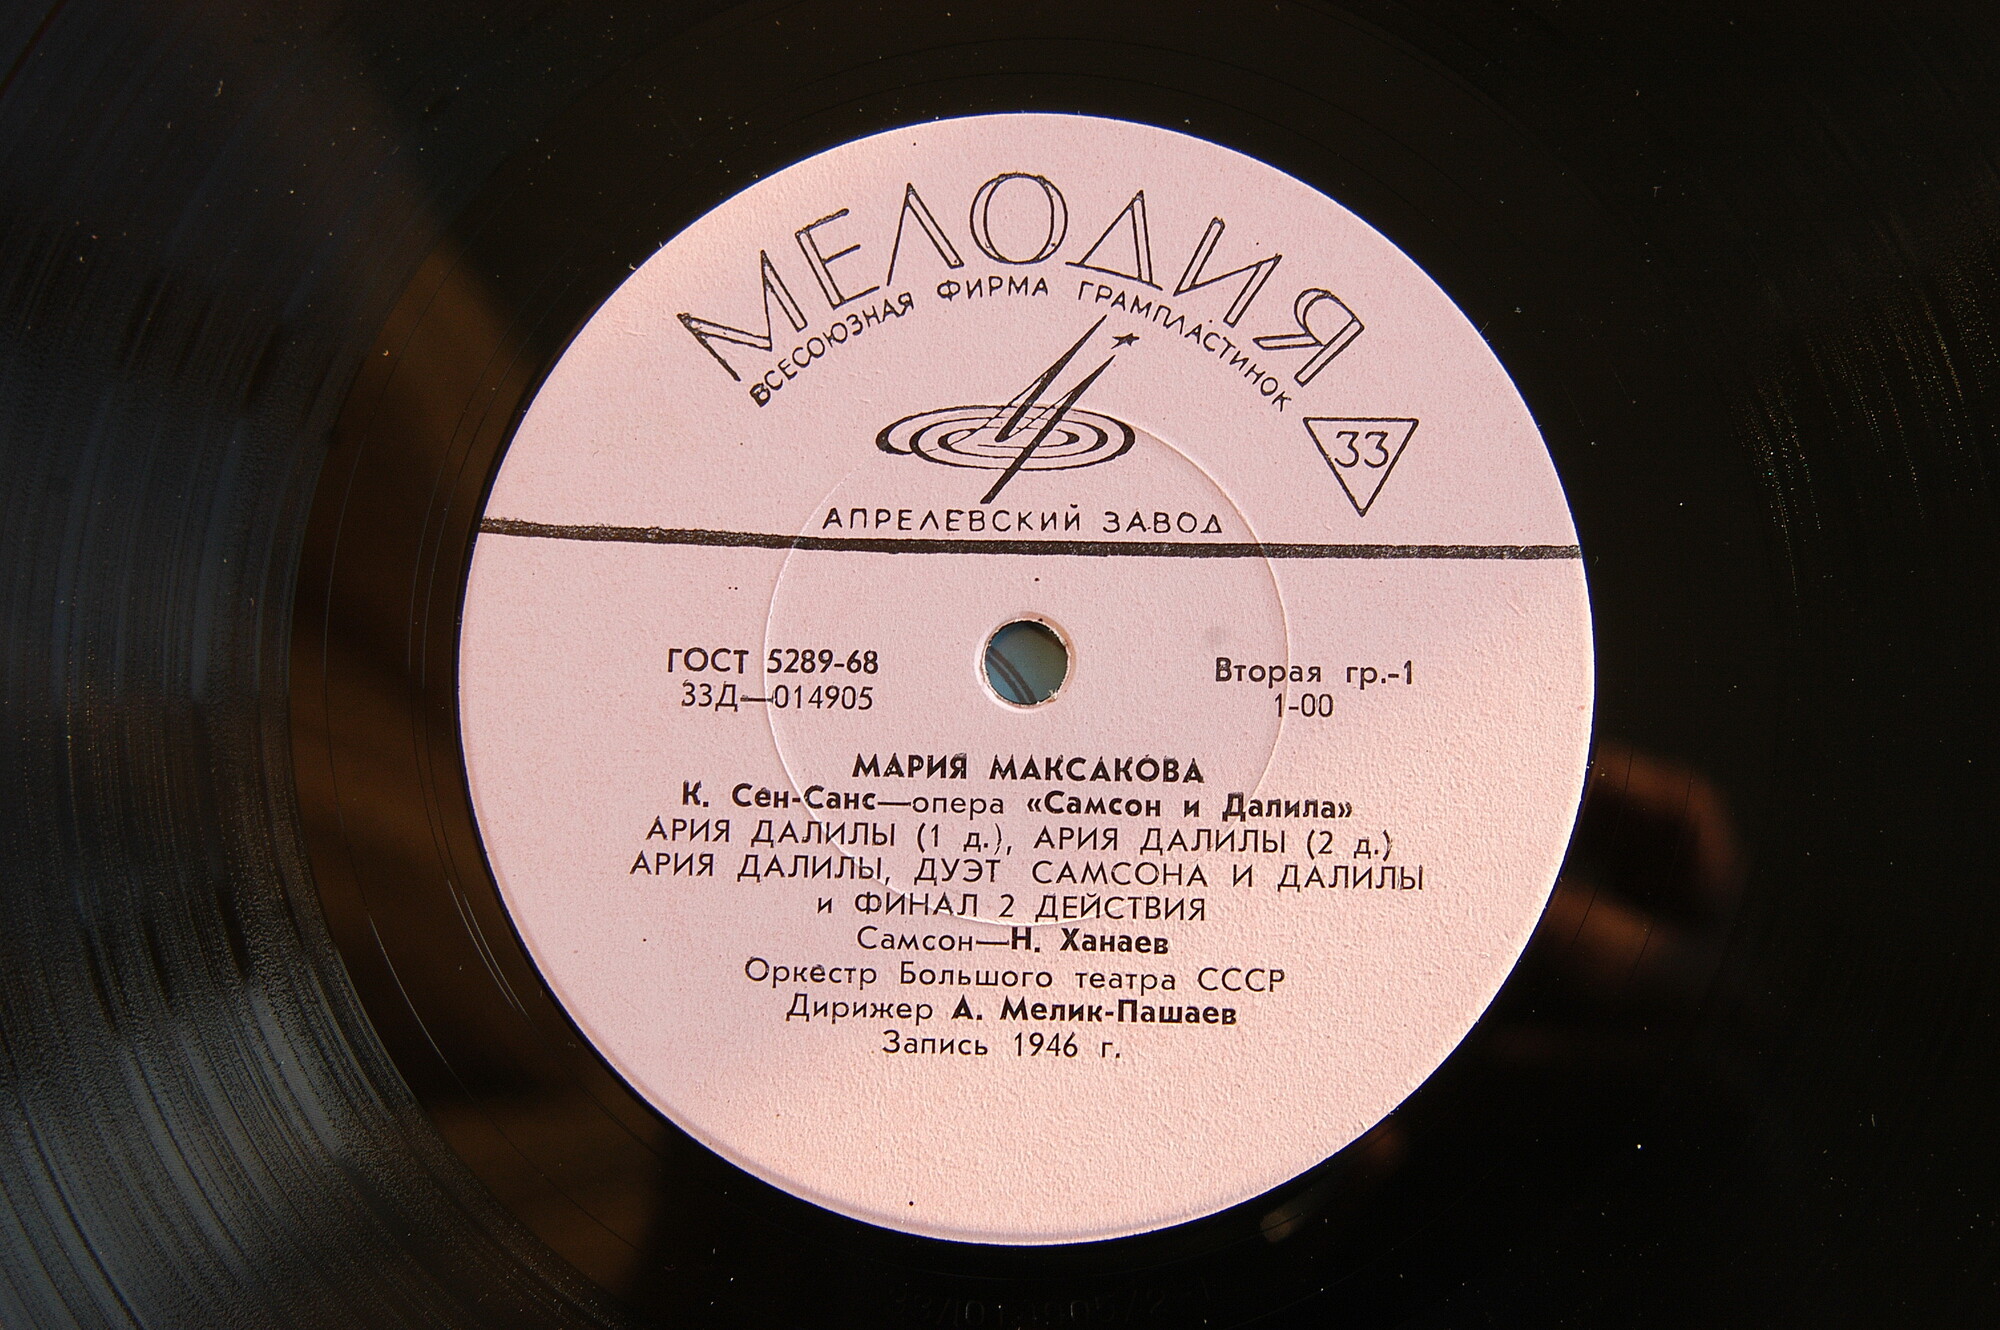 МЕЛОДИЯ
ВСЕСОЮЗНАЯ ФИРМА ГРАМПЛАСТИНОК
33
АПРЕЛЕВСКИЙ ЗАВОД
ГОСТ 5289-68
33Д—014905
Вторая гр.-1
1-00
МАРИЯ МАКСАКОВА
К. Сен-Санс—опера «Самсон и Далила»
АРИЯ ДАЛИЛЫ (1 д.), АРИЯ ДАЛИЛЫ (2 д.)
АРИЯ ДАЛИЛЫ, ДУЭТ САМСОНА И ДАЛИЛЫ
и ФИНАЛ 2 ДЕЙСТВИЯ
Самсон—Н. Ханаев
Оркестр Большого театра СССР
Дирижер А. Мелик-Пашаев
Запись 1946 г.